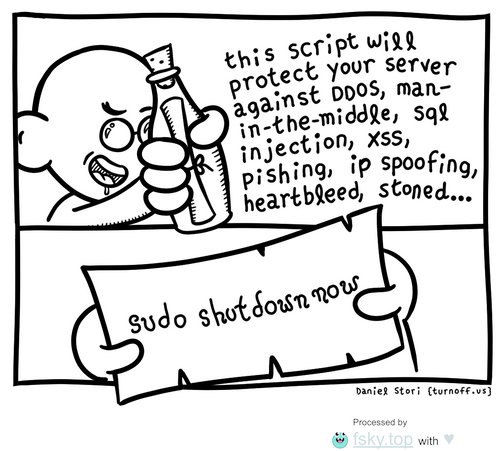 this script will
protect your server
against DDOS, man-
in-the-middle, sql
injection, xss,
pishing, ip spoofing,
heartbleed, stoned...
sudo shutdown now
Daniel Stori {turnoff.us}
Processed by
fsky.top with ♥